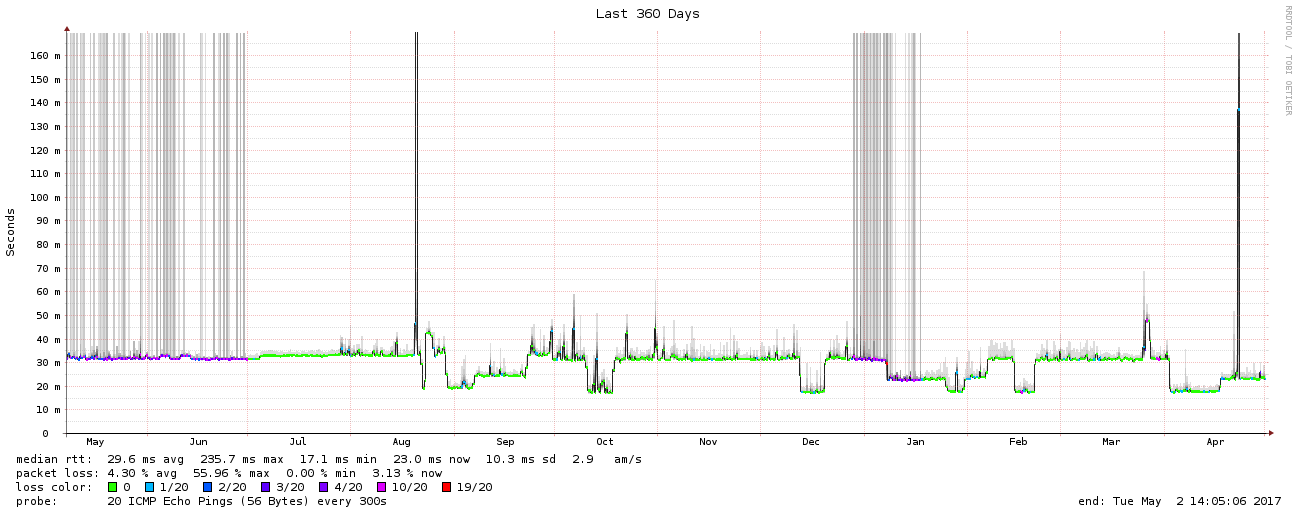 Last 360 Days
RRDTOOL / TOBI OETIKER
Seconds
160 m
150 m
140 m
130 m
120 m
110 m
100 m
90 m
80 m
70 m
60 m
50 m
40 m
30 m
20 m
10 m
0
May Jun Jul Aug Sep Oct Nov Dec Jan Feb Mar Apr
median rtt: 29.6 ms avg 235.7 ms max 17.1 ms min 23.0 ms now 10.3 ms sd 2.9 am/s
packet loss: 4.30 % avg 55.96 % max 0.00 % min 3.13 % now
loss color: 0 1/20 2/20 3/20 4/20 10/20 19/20
probe: 20 ICMP Echo Pings (56 Bytes) every 300s end: Tue May 2 14:05:06 2017